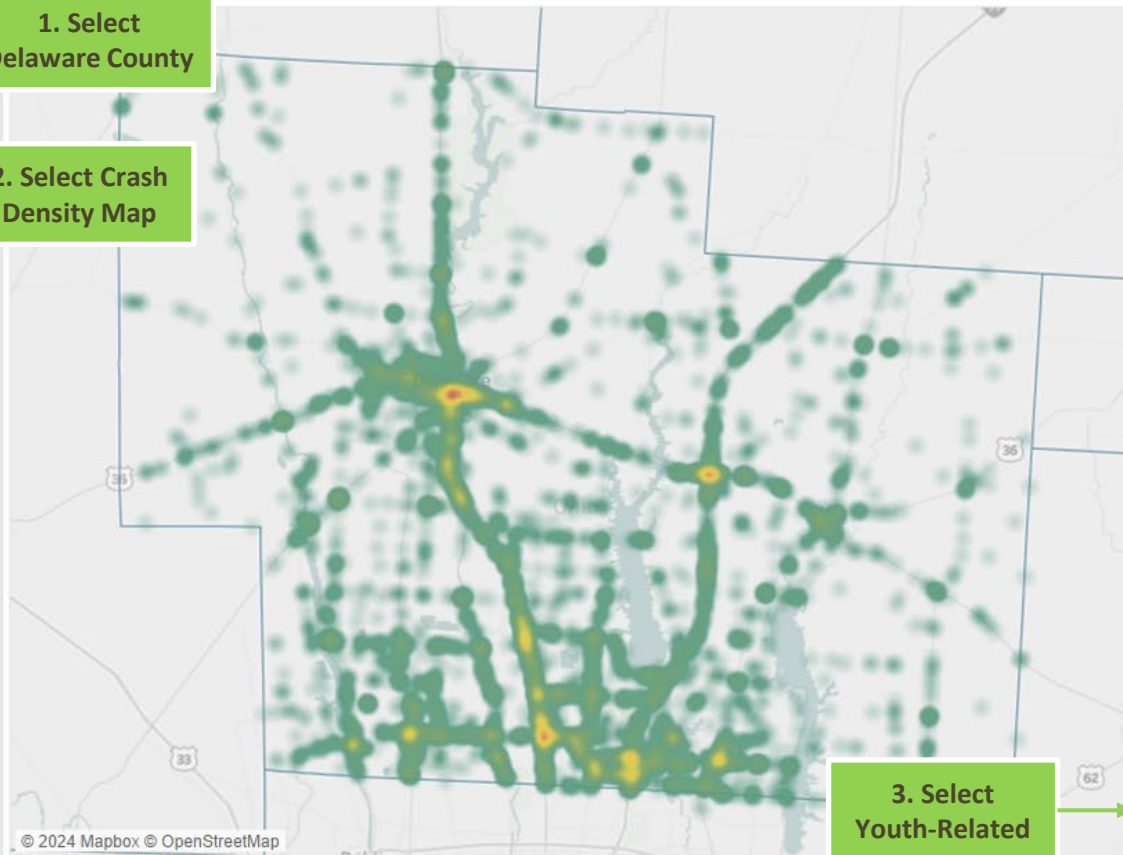 1. Select
Delaware County
2. Select Crash
Density Map
36
36
33
62
3. Select
Youth-Related
© 2024 Mapbox © OpenStreetMap